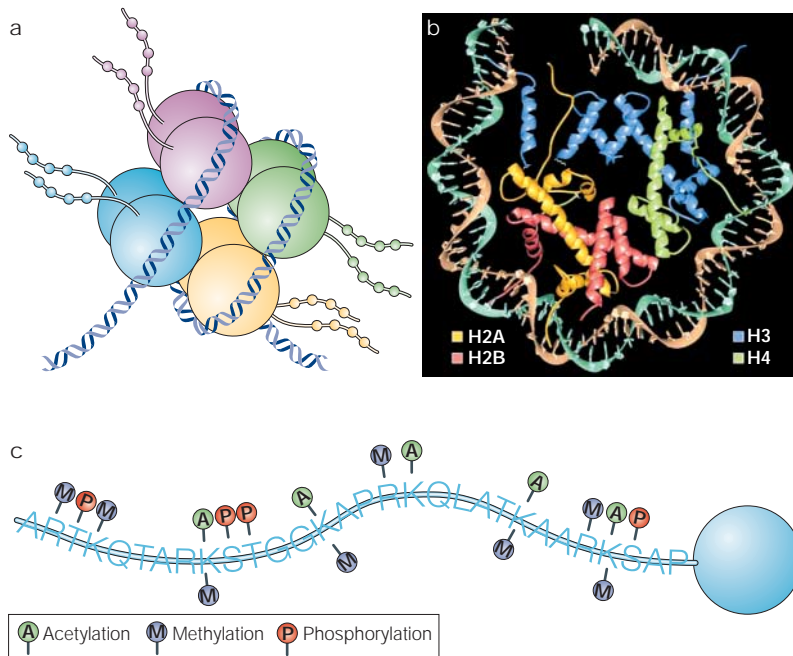 a
b
H2A
H2B
H3
H4
c
M P M A P P A M A A M A P
ARTKQTARKSTGGKAPRKQLATKAARKSAP
M M M M
A Acetylation M Methylation P Phosphorylation